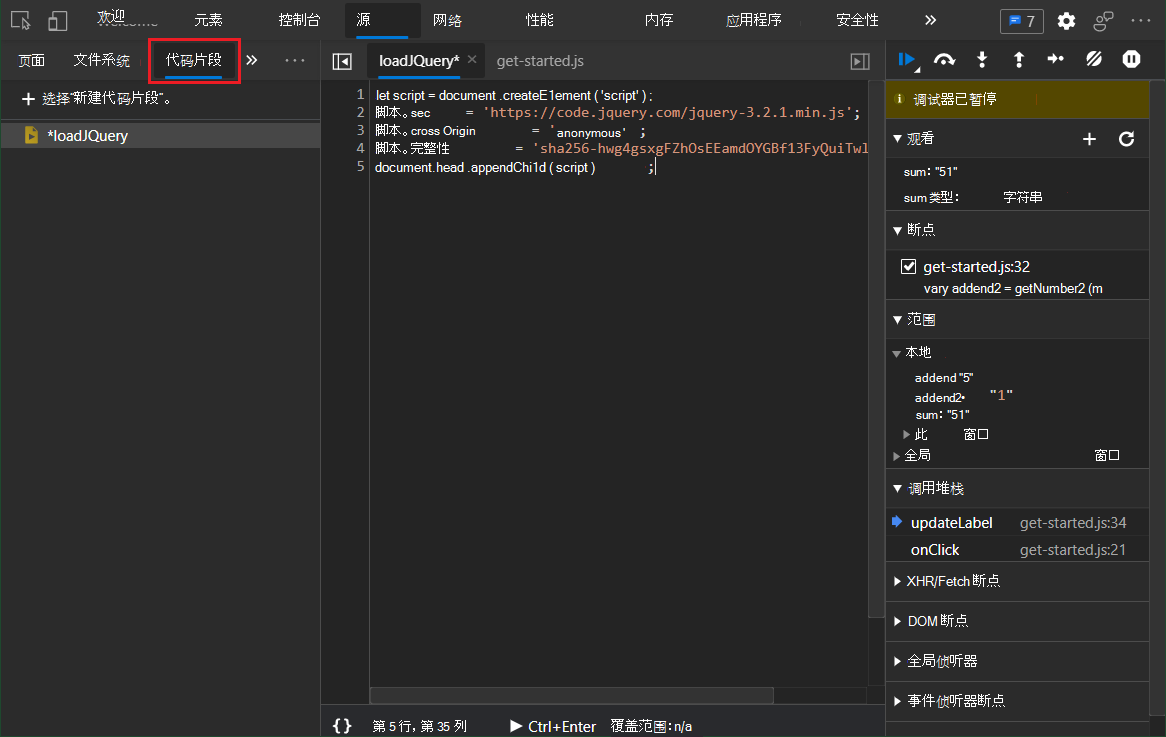 欢迎 元素 控制台 源 网络 性能 内存 应用程序 安全性 » 7 ···
页面 文件系统 代码片段 » ··· loadJQuery* × get-started.js
+ 选择"新建代码片段"。
*loadJQuery
1 let script = document .createE1ement ( 'script' ) ;
2 脚本。sec = 'https://code.jquery.com/jquery-3.2.1.min.js';
3 脚本。cross Origin = 'anonymous' ;
4 脚本。完整性 = 'sha256-hwg4gsxgFZhOsEEamdOYGBf13FyQuiTwl
5 document.head .appendChi1d ( script ) ;
{} 第 5 行, 第 35 列 ▶ Ctrl+Enter 覆盖范围: n/a
调试器已暂停
观看
sum: "51"
sum 类型: 字符串
断点
get-started.js:32
vary addend2 = getNumber2 (m
范围
本地
addend "5"
addend2• "1"
sum: "51"
此 窗口
全局 窗口
调用堆栈
updateLabel get-started.js:34
onClick get-started.js:21
XHR/Fetch 断点
DOM 断点
全局侦听器
事件侦听器断点